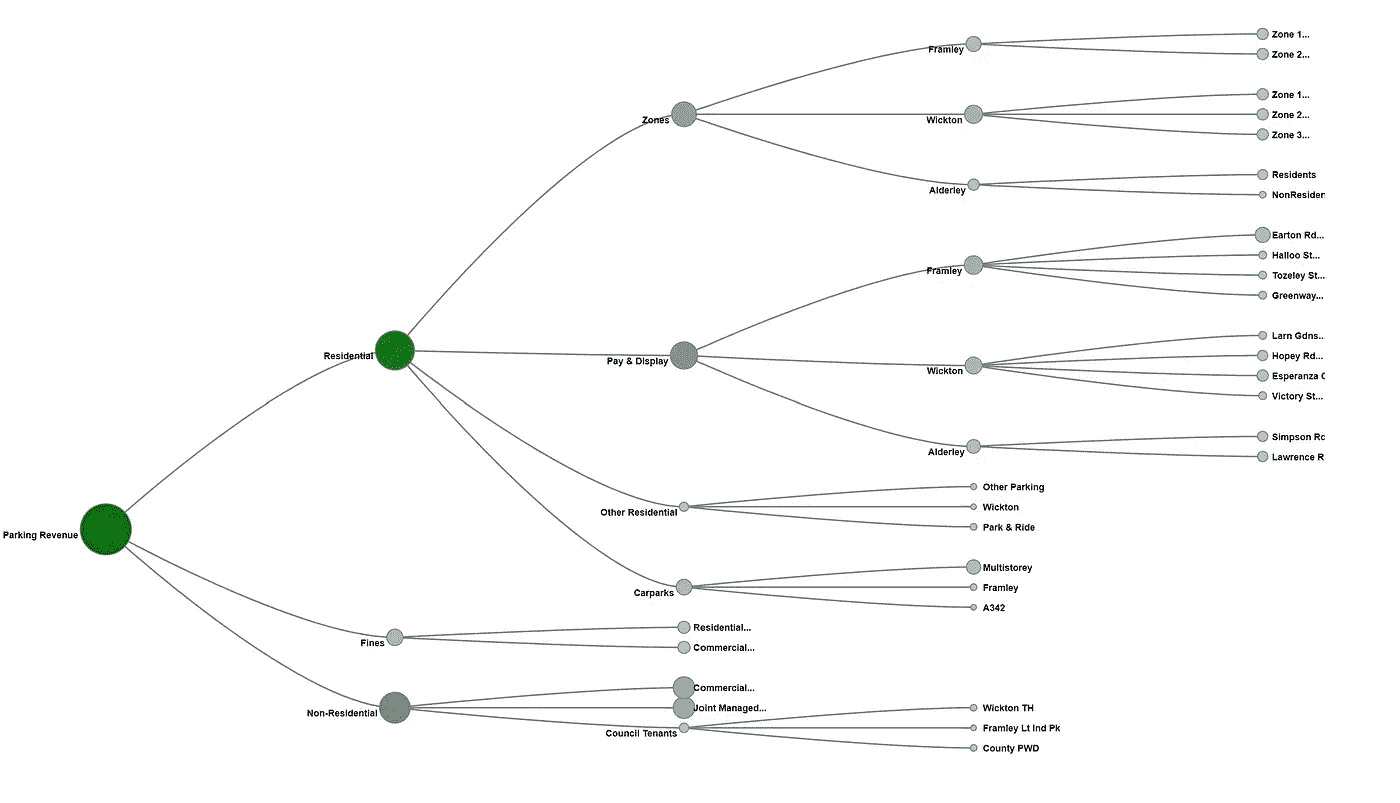 Framley
Zone 1...
Zone 2...
Zones
Wickton
Zone 1...
Zone 2...
Zone 3...
Alderley
Residents
NonResiden
Framley
Earton Rd...
Halloo St...
Tozeley St...
Greenway...
Residential
Pay & Display
Wickton
Larn Gdns...
Hopey Rd...
Esperanza C
Victory St...
Alderley
Simpson Rd
Lawrence R
Other Residential
Other Parking
Wickton
Park & Ride
Parking Revenue
Carparks
Multistorey
Framley
A342
Fines
Residential...
Commercial...
Non-Residential
Commercial...
Joint Managed...
Council Tenants
Wickton TH
Framley Lt Ind Pk
County PWD